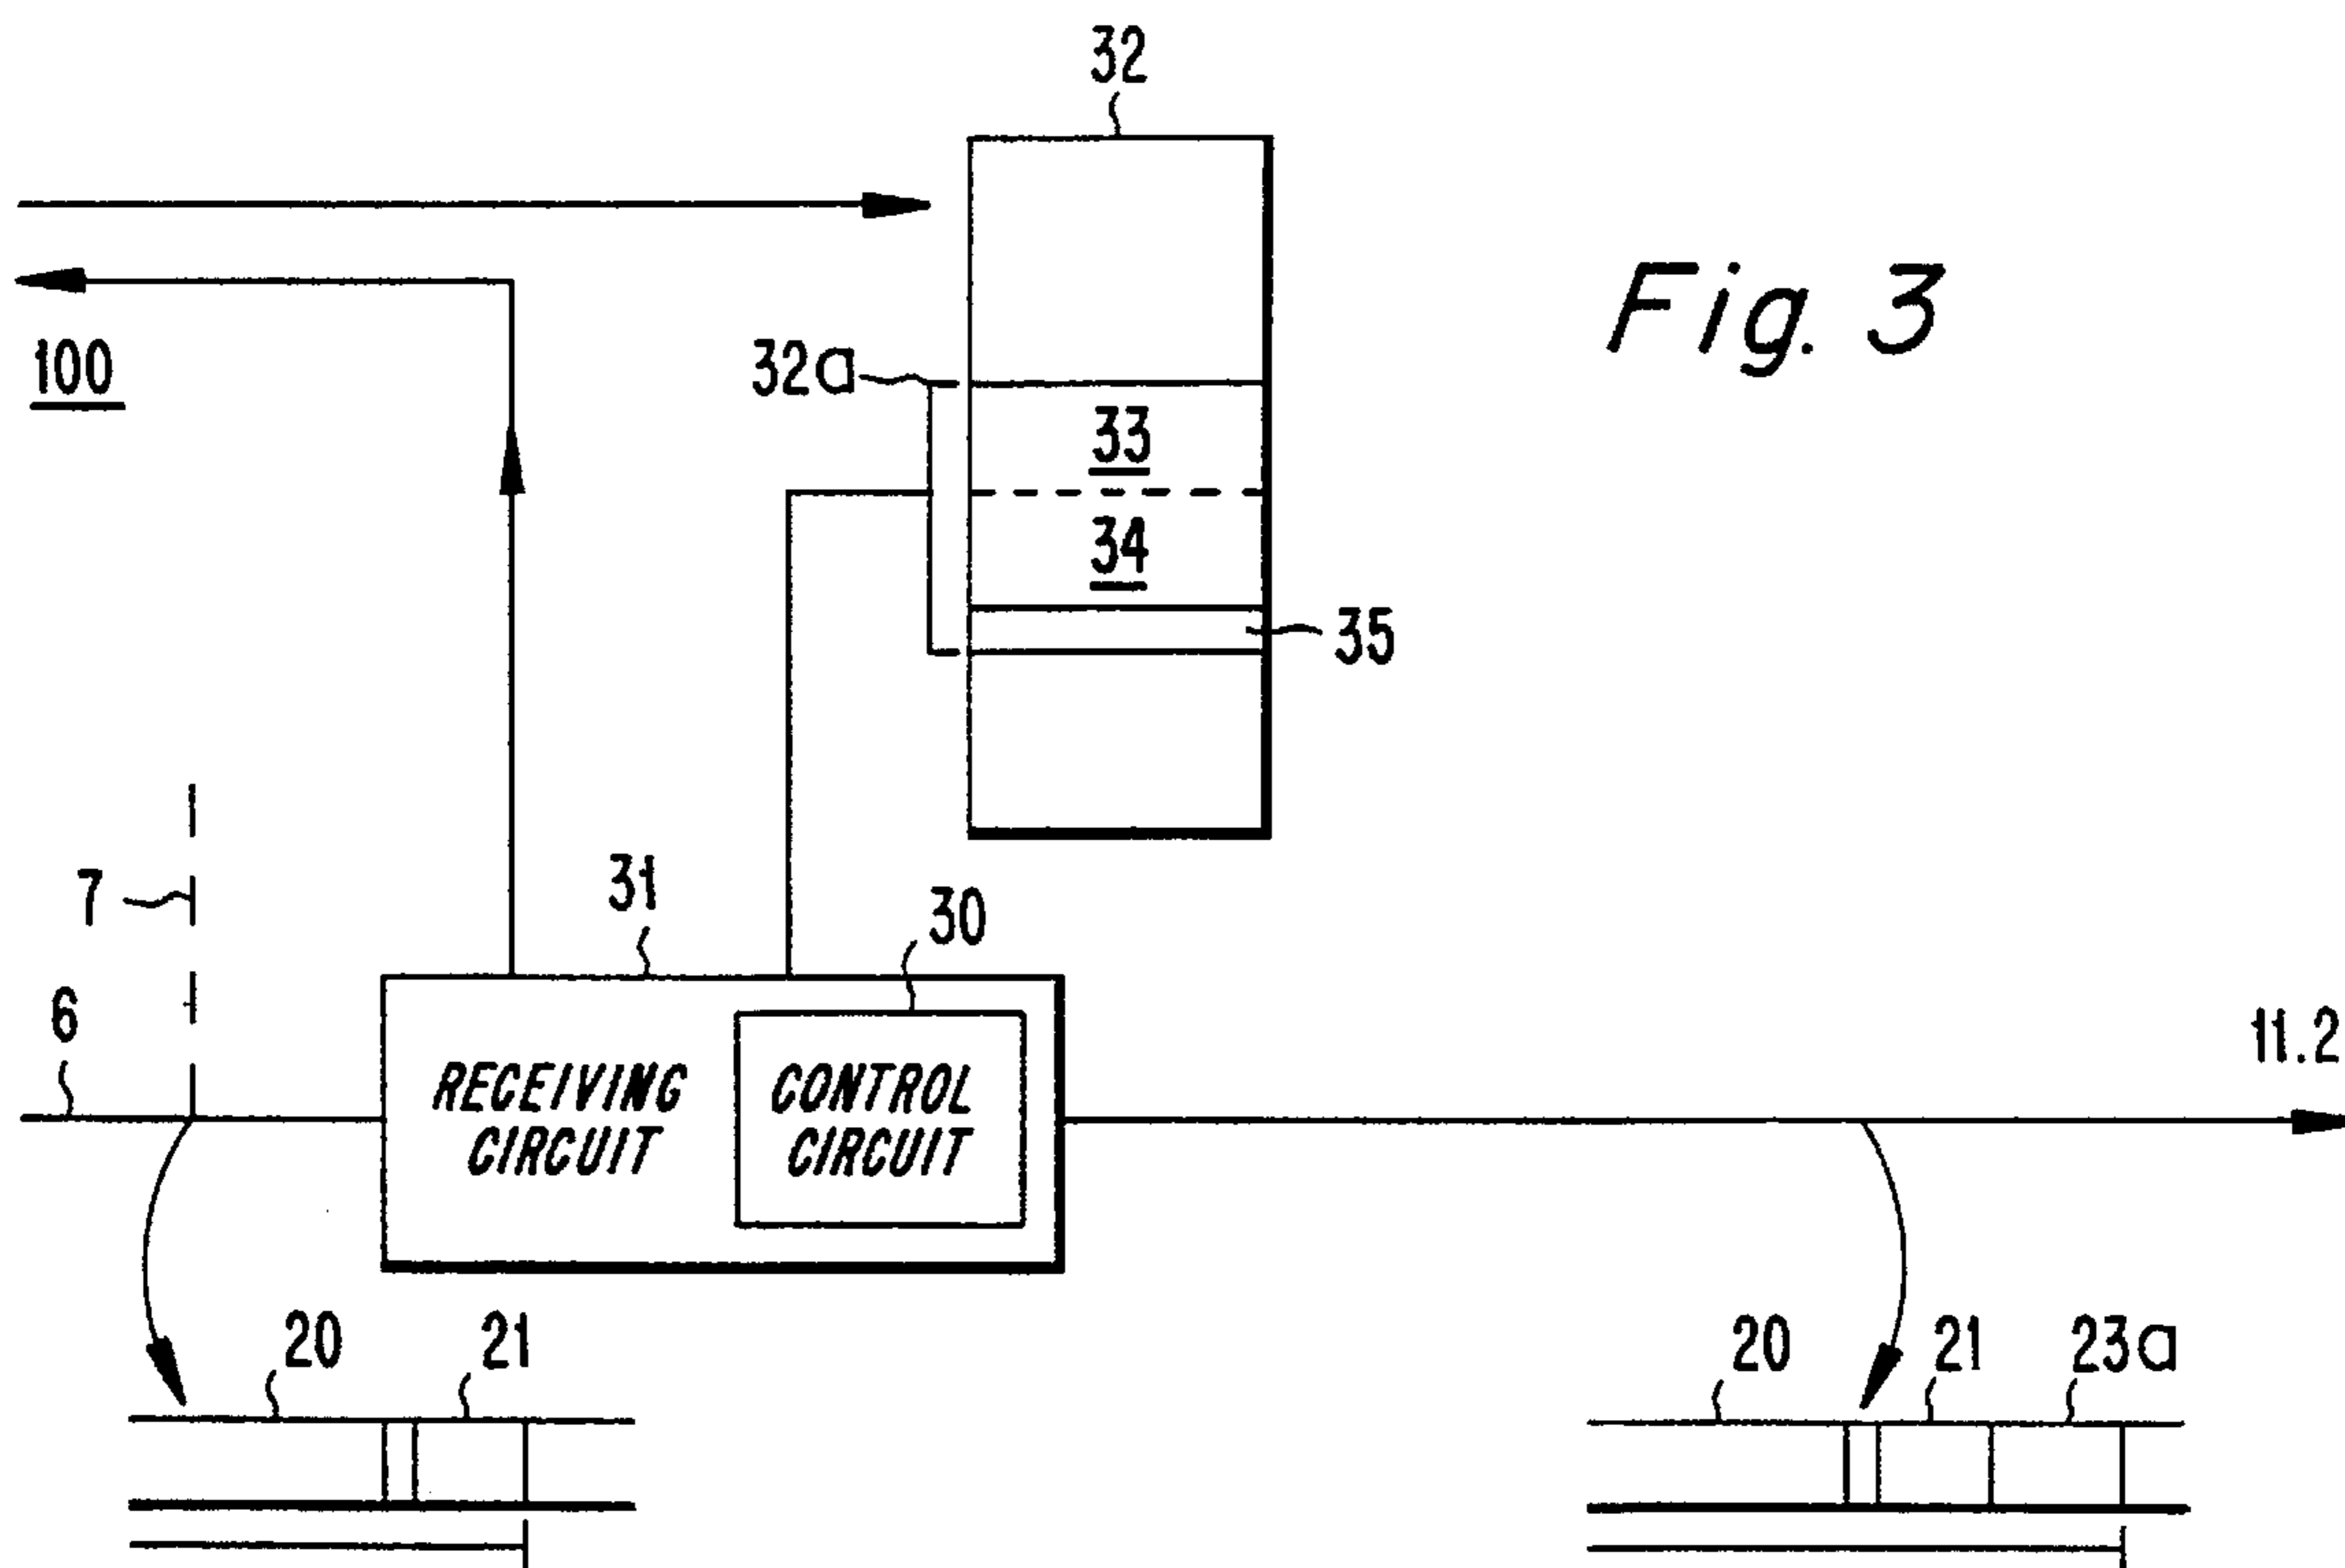 32
Fig. 3
100
32a
33
34
35
7
31
30
6
11.2
RECEIVING
CIRCUIT
CONTROL
CIRCUIT
20
21
20
21
23a